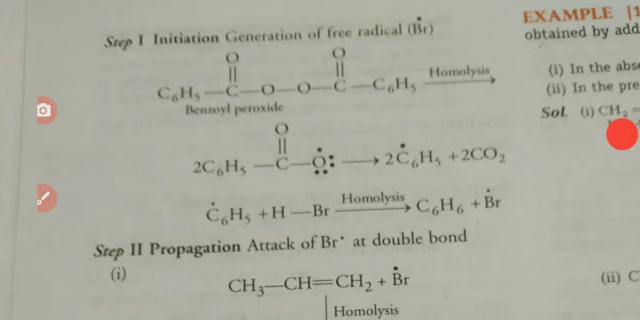 Step I Initiation Generation of free radical (Ḃr)
O O
|| ||
C₆H₅—C—O—O—C—C₆H₅ Homolysis →
Benzoyl peroxide
O
||
2C₆H₅—C—Ȯ: → 2Ċ₆H₅ + 2CO₂
Ċ₆H₅ + H—Br Homolysis → C₆H₆ + Ḃr
Step II Propagation Attack of Br• at double bond
(i)
CH₃—CH=CH₂ + Ḃr
Homolysis
EXAMPLE |1
obtained by add
(i) In the abs
(ii) In the pre
Sol. (i) CH₂=
(ii) C